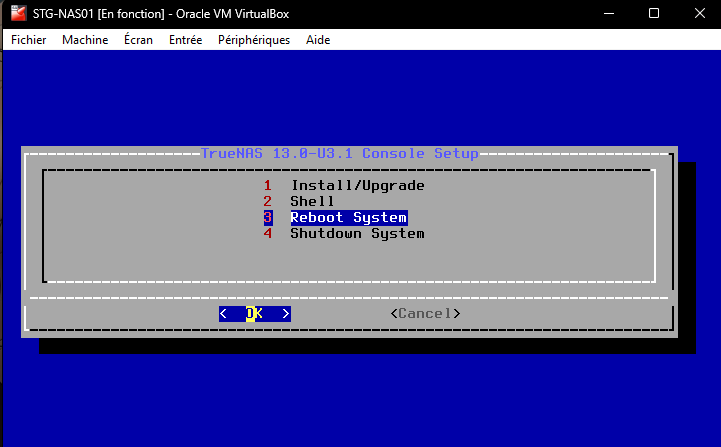 STG-NAS01 [En fonction] - Oracle VM VirtualBox
Fichier Machine Écran Entrée Périphériques Aide
TrueNAS 13.0-U3.1 Console Setup
1 Install/Upgrade
2 Shell
3 Reboot System
4 Shutdown System
< OK > <Cancel>